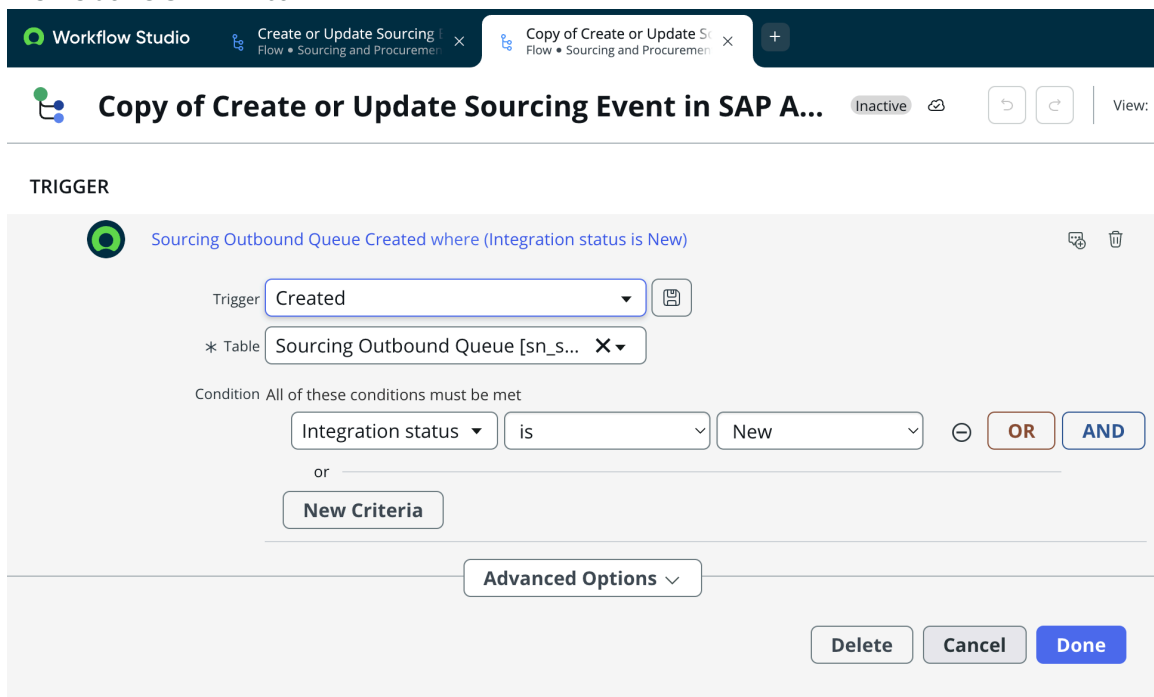 Workflow Studio
Create or Update Sourcing
Flow • Sourcing and Procuremen
Copy of Create or Update So
Flow • Sourcing and Procuremen
Copy of Create or Update Sourcing Event in SAP A...
Inactive
View:
TRIGGER
Sourcing Outbound Queue Created where (Integration status is New)
Trigger Created
* Table Sourcing Outbound Queue [sn_s...
Condition All of these conditions must be met
Integration status is New OR AND
or
New Criteria
Advanced Options
Delete Cancel Done